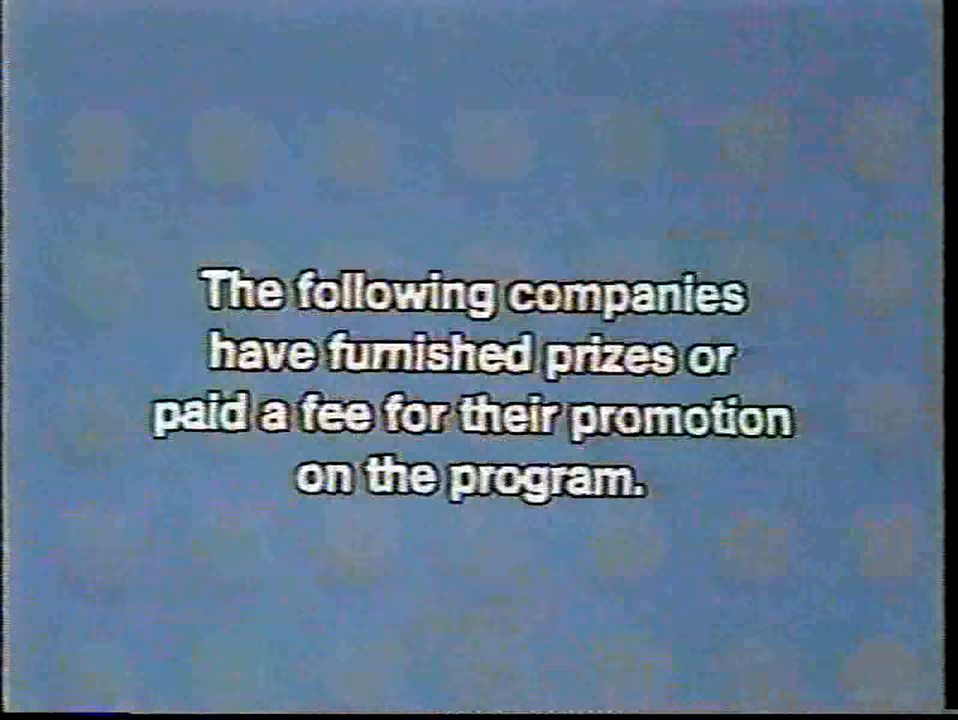 The following companies
have furnished prizes or
paid a fee for their promotion
on the program.